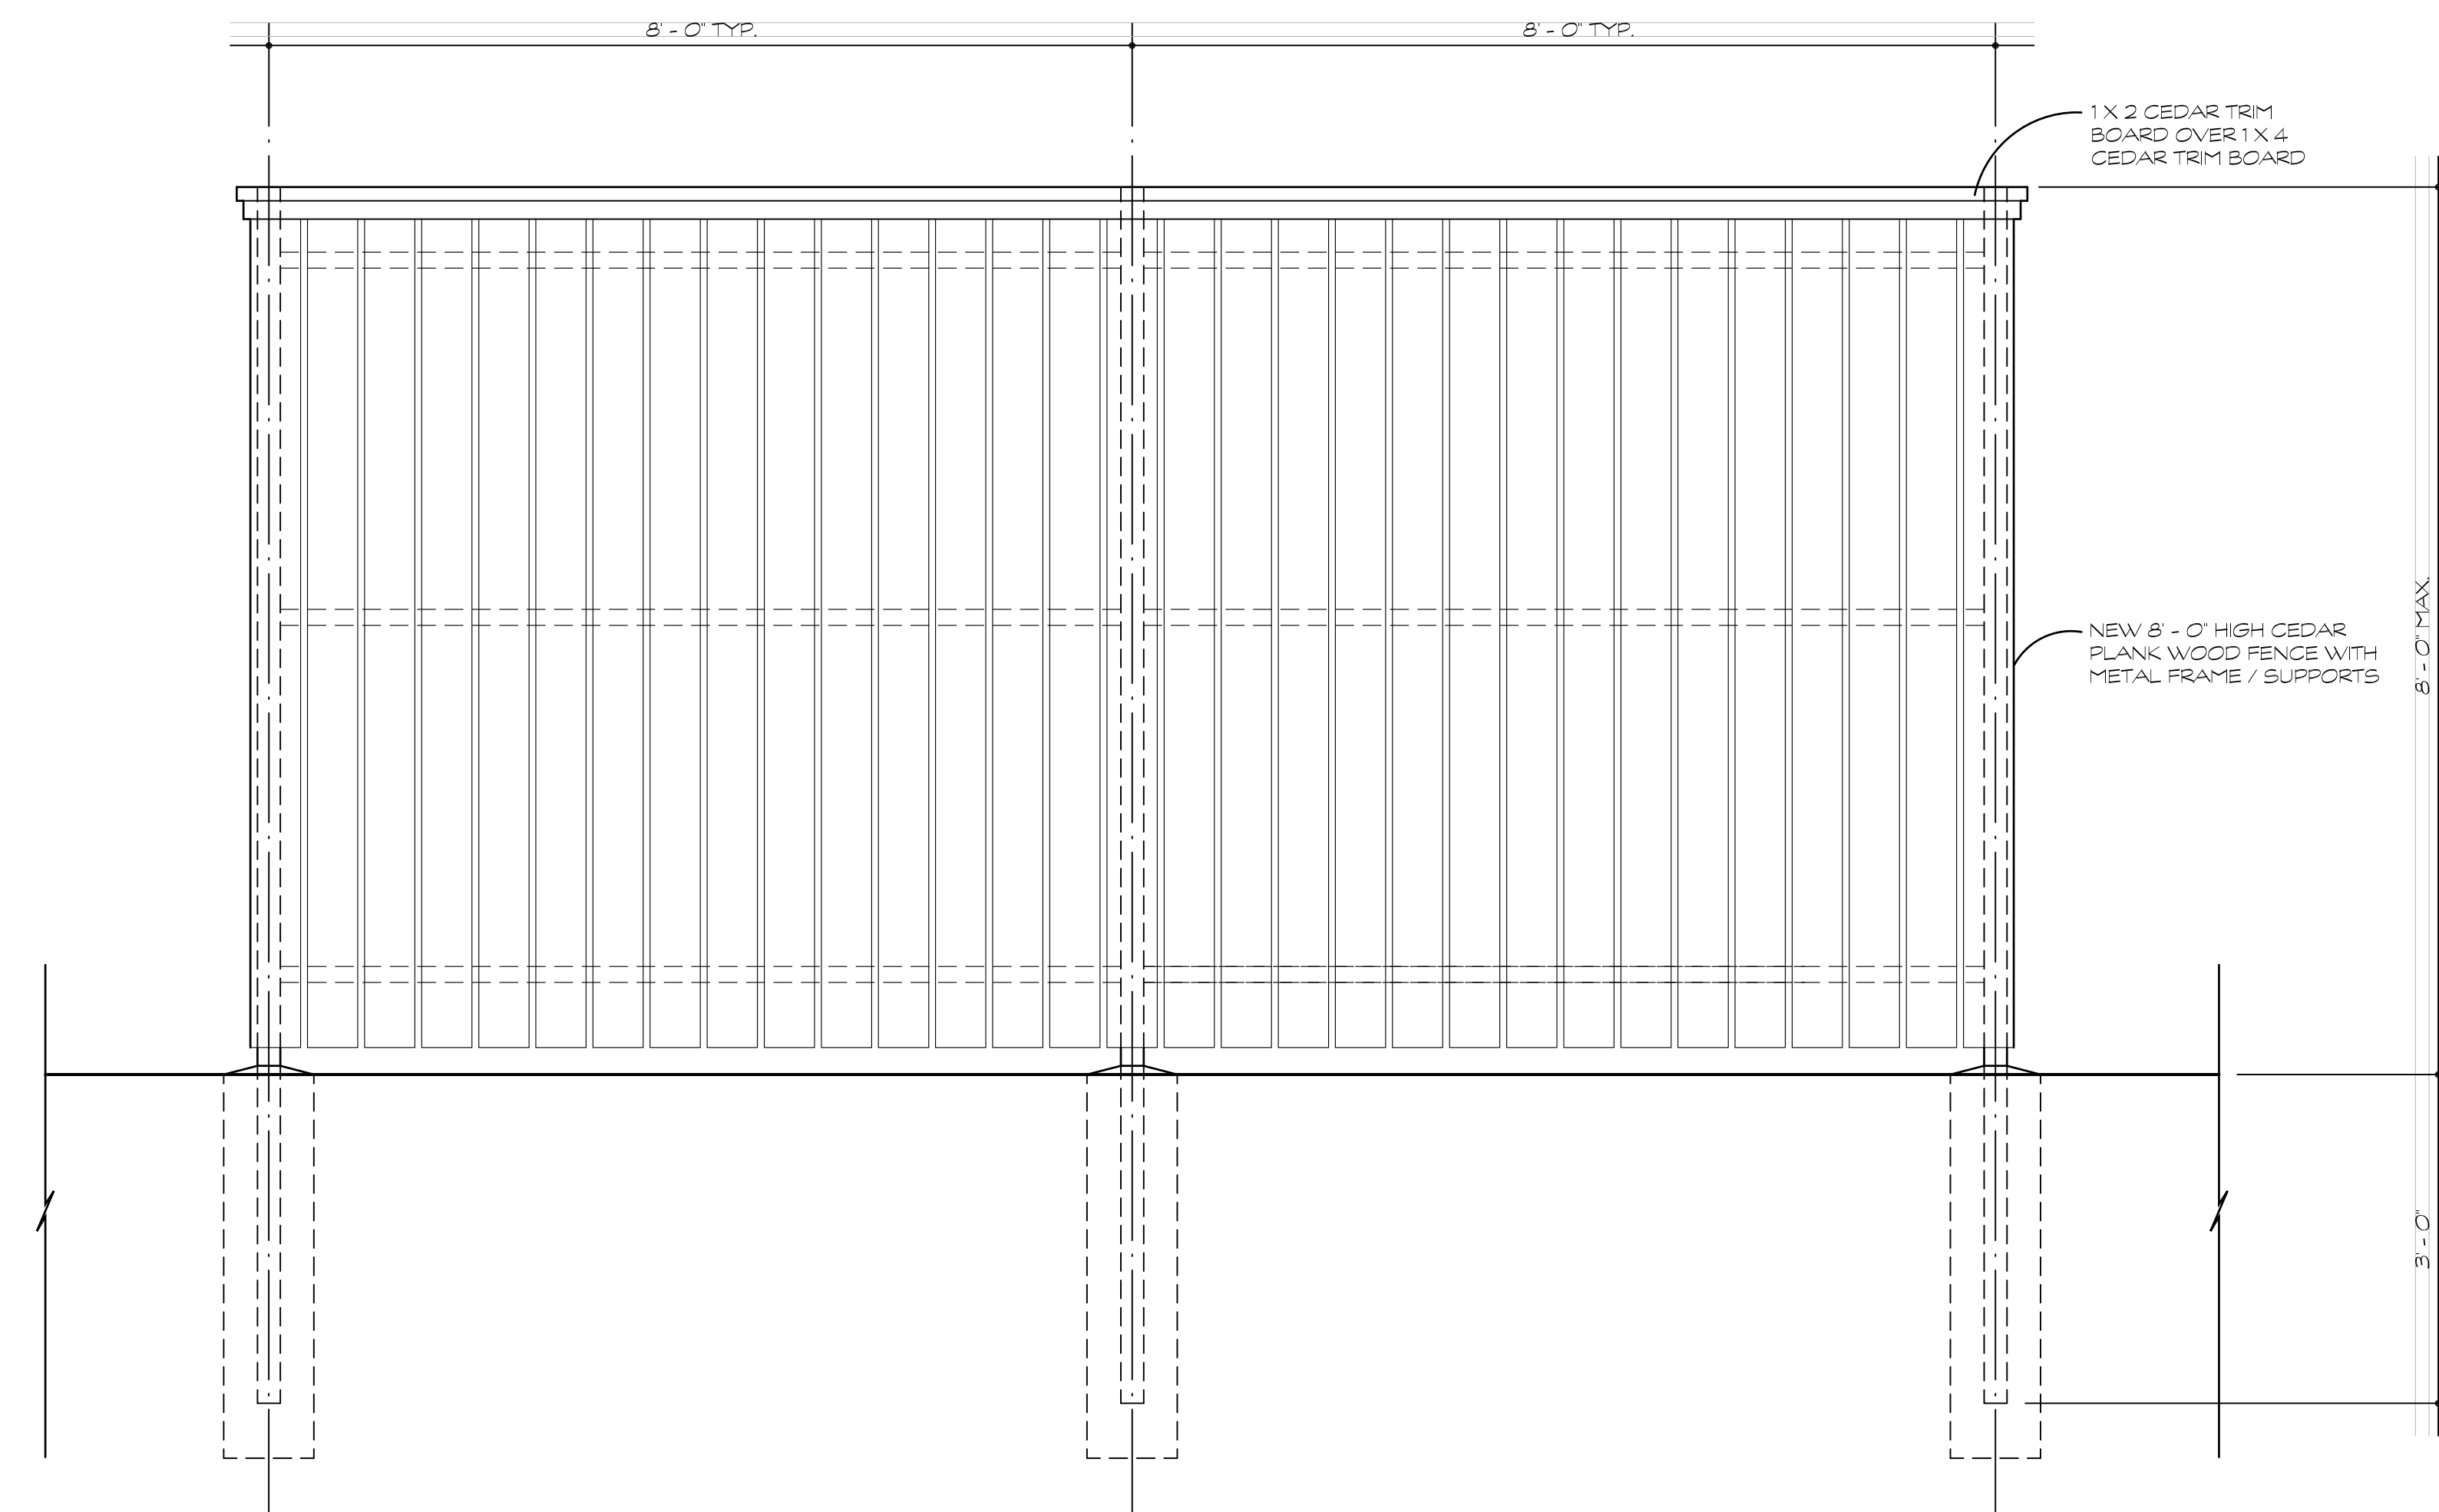 8' - 0" TYP.
8' - 0" TYP.
1 X 2 CEDAR TRIM
BOARD OVER 1 X 4
CEDAR TRIM BOARD
NEW 8' - 0" HIGH CEDAR
PLANK WOOD FENCE WITH
METAL FRAME / SUPPORTS
8' - 0" MAX.
3' - 0"